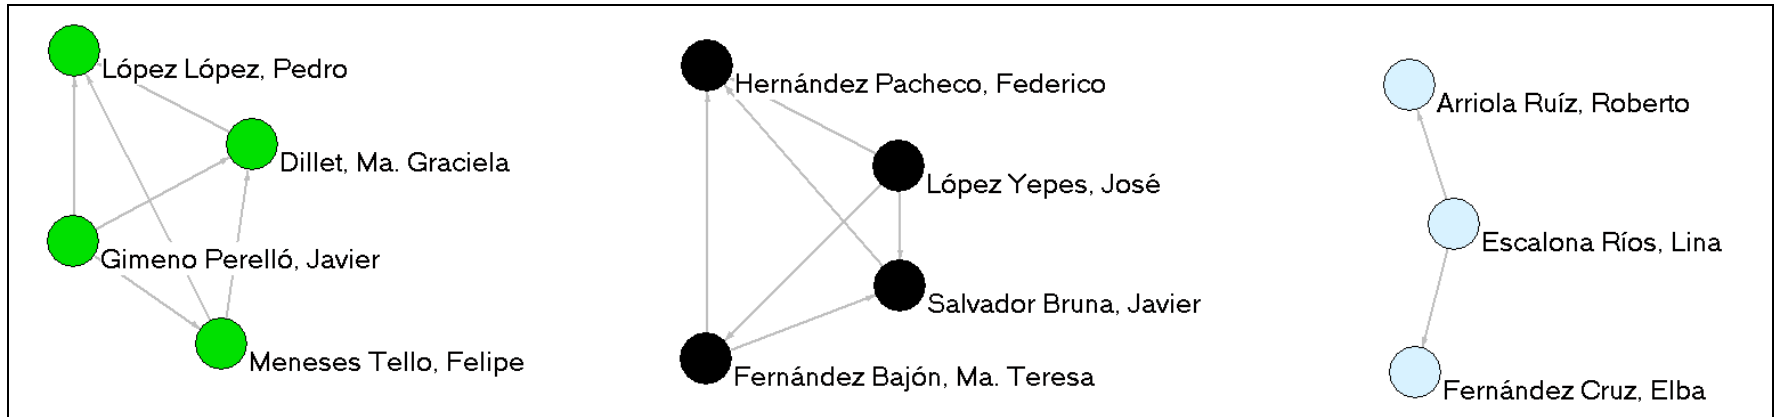 López López, Pedro
Dillet, Ma. Graciela
Gimeno Perelló, Javier
Meneses Tello, Felipe
Hernández Pacheco, Federico
López Yepes, José
Salvador Bruna, Javier
Fernández Bajón, Ma. Teresa
Arriola Ruíz, Roberto
Escalona Ríos, Lina
Fernández Cruz, Elba